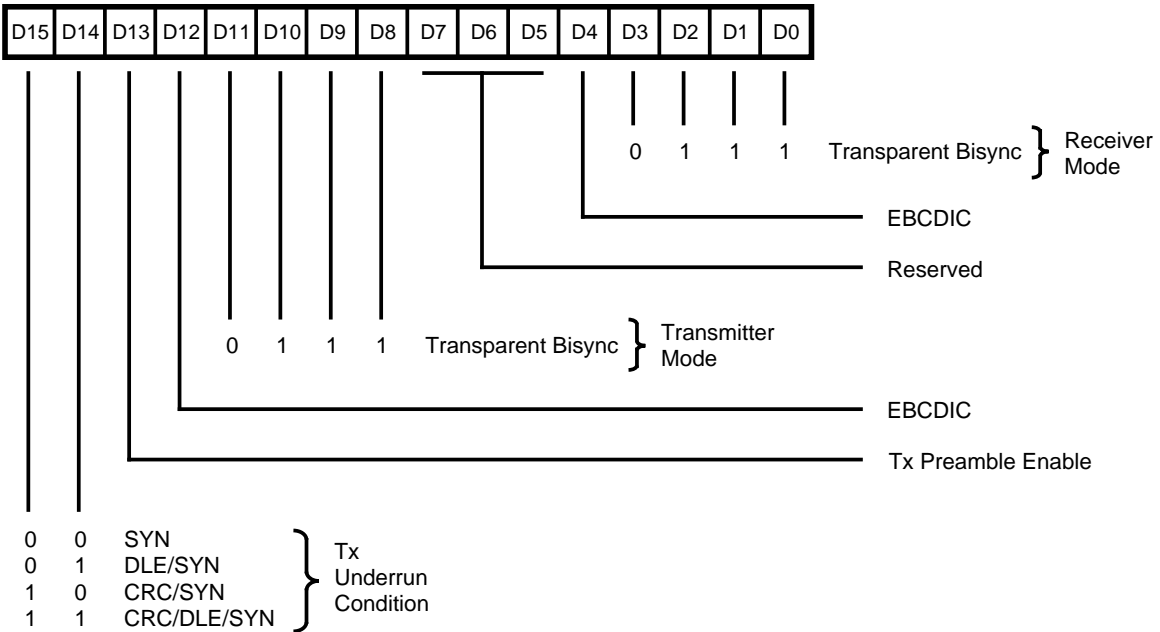 D15 D14 D13 D12 D11 D10 D9 D8 D7 D6 D5 D4 D3 D2 D1 D0
0 1 1 1 Transparent Bisync } Receiver
Mode
EBCDIC
Reserved
0 1 1 1 Transparent Bisync } Transmitter
Mode
EBCDIC
Tx Preamble Enable
0 0 SYN
0 1 DLE/SYN
1 0 CRC/SYN
1 1 CRC/DLE/SYN
Tx
Underrun
Condition